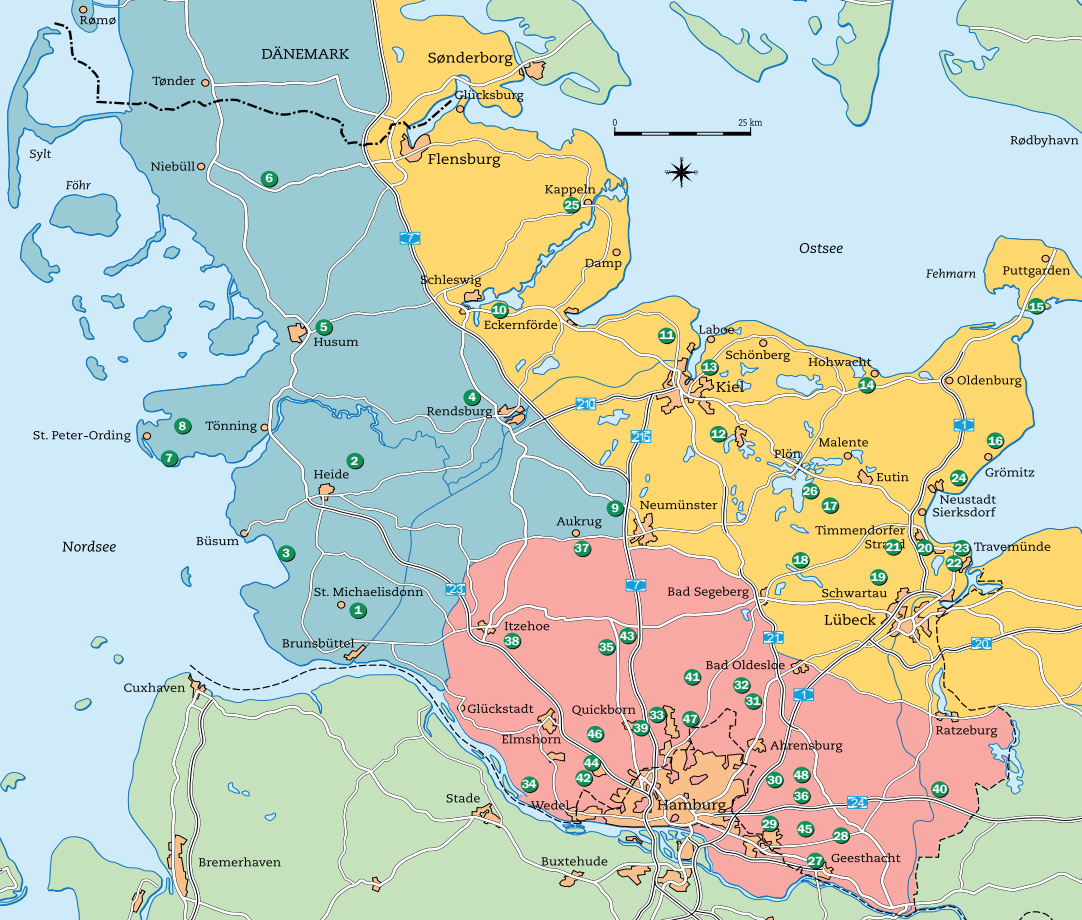 Rømø
DÄNEMARK
Sønderborg
Tønder
Glücksburg
0
25 km
Rødbyhavn
Sylt
Niebüll
6
Flensburg
Föhr
Kappeln
25
7
Ostsee
Damp
Fehmarn
Puttgarden
Schleswig
10
15
Eckernförde
5
Husum
11
Laboe
Schönberg
13
Hohwacht
14
Kiel
Oldenburg
4
Rendsburg
210
8
Tönning
St. Peter-Ording
215
12
1
16
Malente
Plön
7
2
Grömitz
Heide
Eutin
24
26
17
Neustadt
9
Neumünster
Sierksdorf
Aukrug
Timmendorfer
Strand
21
20
23
Travemünde
Büsum
Nordsee
37
3
18
22
19
St. Michaelisdonn
23
7
Bad Segeberg
Schwartau
1
Lübeck
Itzehoe
43
21
Brunsbüttel
38
35
20
Bad Oldesloe
41
32
Cuxhaven
31
1
Glückstadt
Quickborn
33
47
39
Ratzeburg
46
Elmshorn
Ahrensburg
44
42
30
48
34
36
40
Stade
Wedel
Hamburg
24
29
45
28
Bremerhaven
Buxtehude
27
Geesthacht